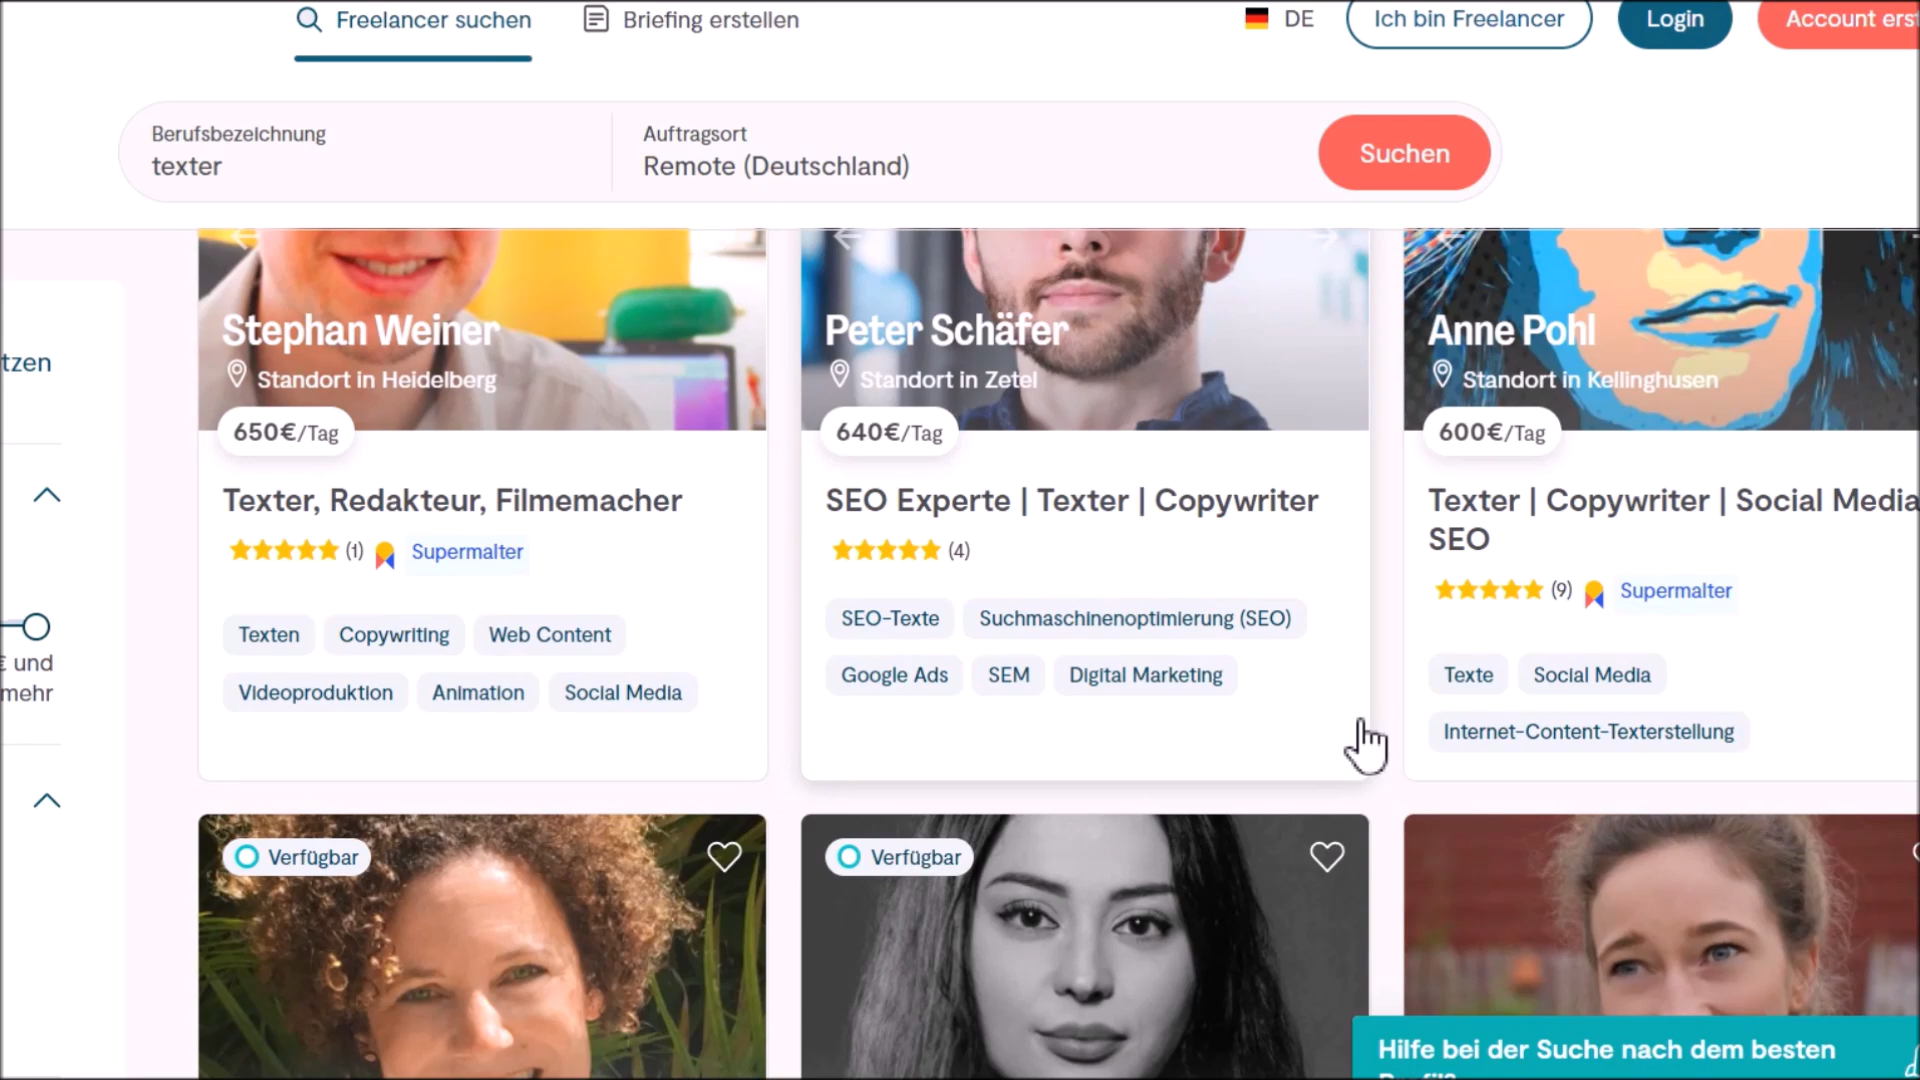 Freelancer suchen
Briefing erstellen
DE
Ich bin Freelancer
Login
Account erst
Berufsbezeichnung
texter
Auftragsort
Remote (Deutschland)
Suchen
tzen
€ und
mehr
Stephan Weiner
Standort in Heidelberg
650€/Tag
Texter, Redakteur, Filmemacher
(1) Supermalter
Texten Copywriting Web Content
Videoproduktion Animation Social Media
Peter Schäfer
Standort in Zetel
640€/Tag
SEO Experte | Texter | Copywriter
(4)
SEO-Texte Suchmaschinenoptimierung (SEO)
Google Ads SEM Digital Marketing
Anne Pohl
Standort in Kellinghusen
600€/Tag
Texter | Copywriter | Social Media
SEO
(9) Supermalter
Texte Social Media
Internet-Content-Texterstellung
Verfügbar
Verfügbar
Hilfe bei der Suche nach dem besten